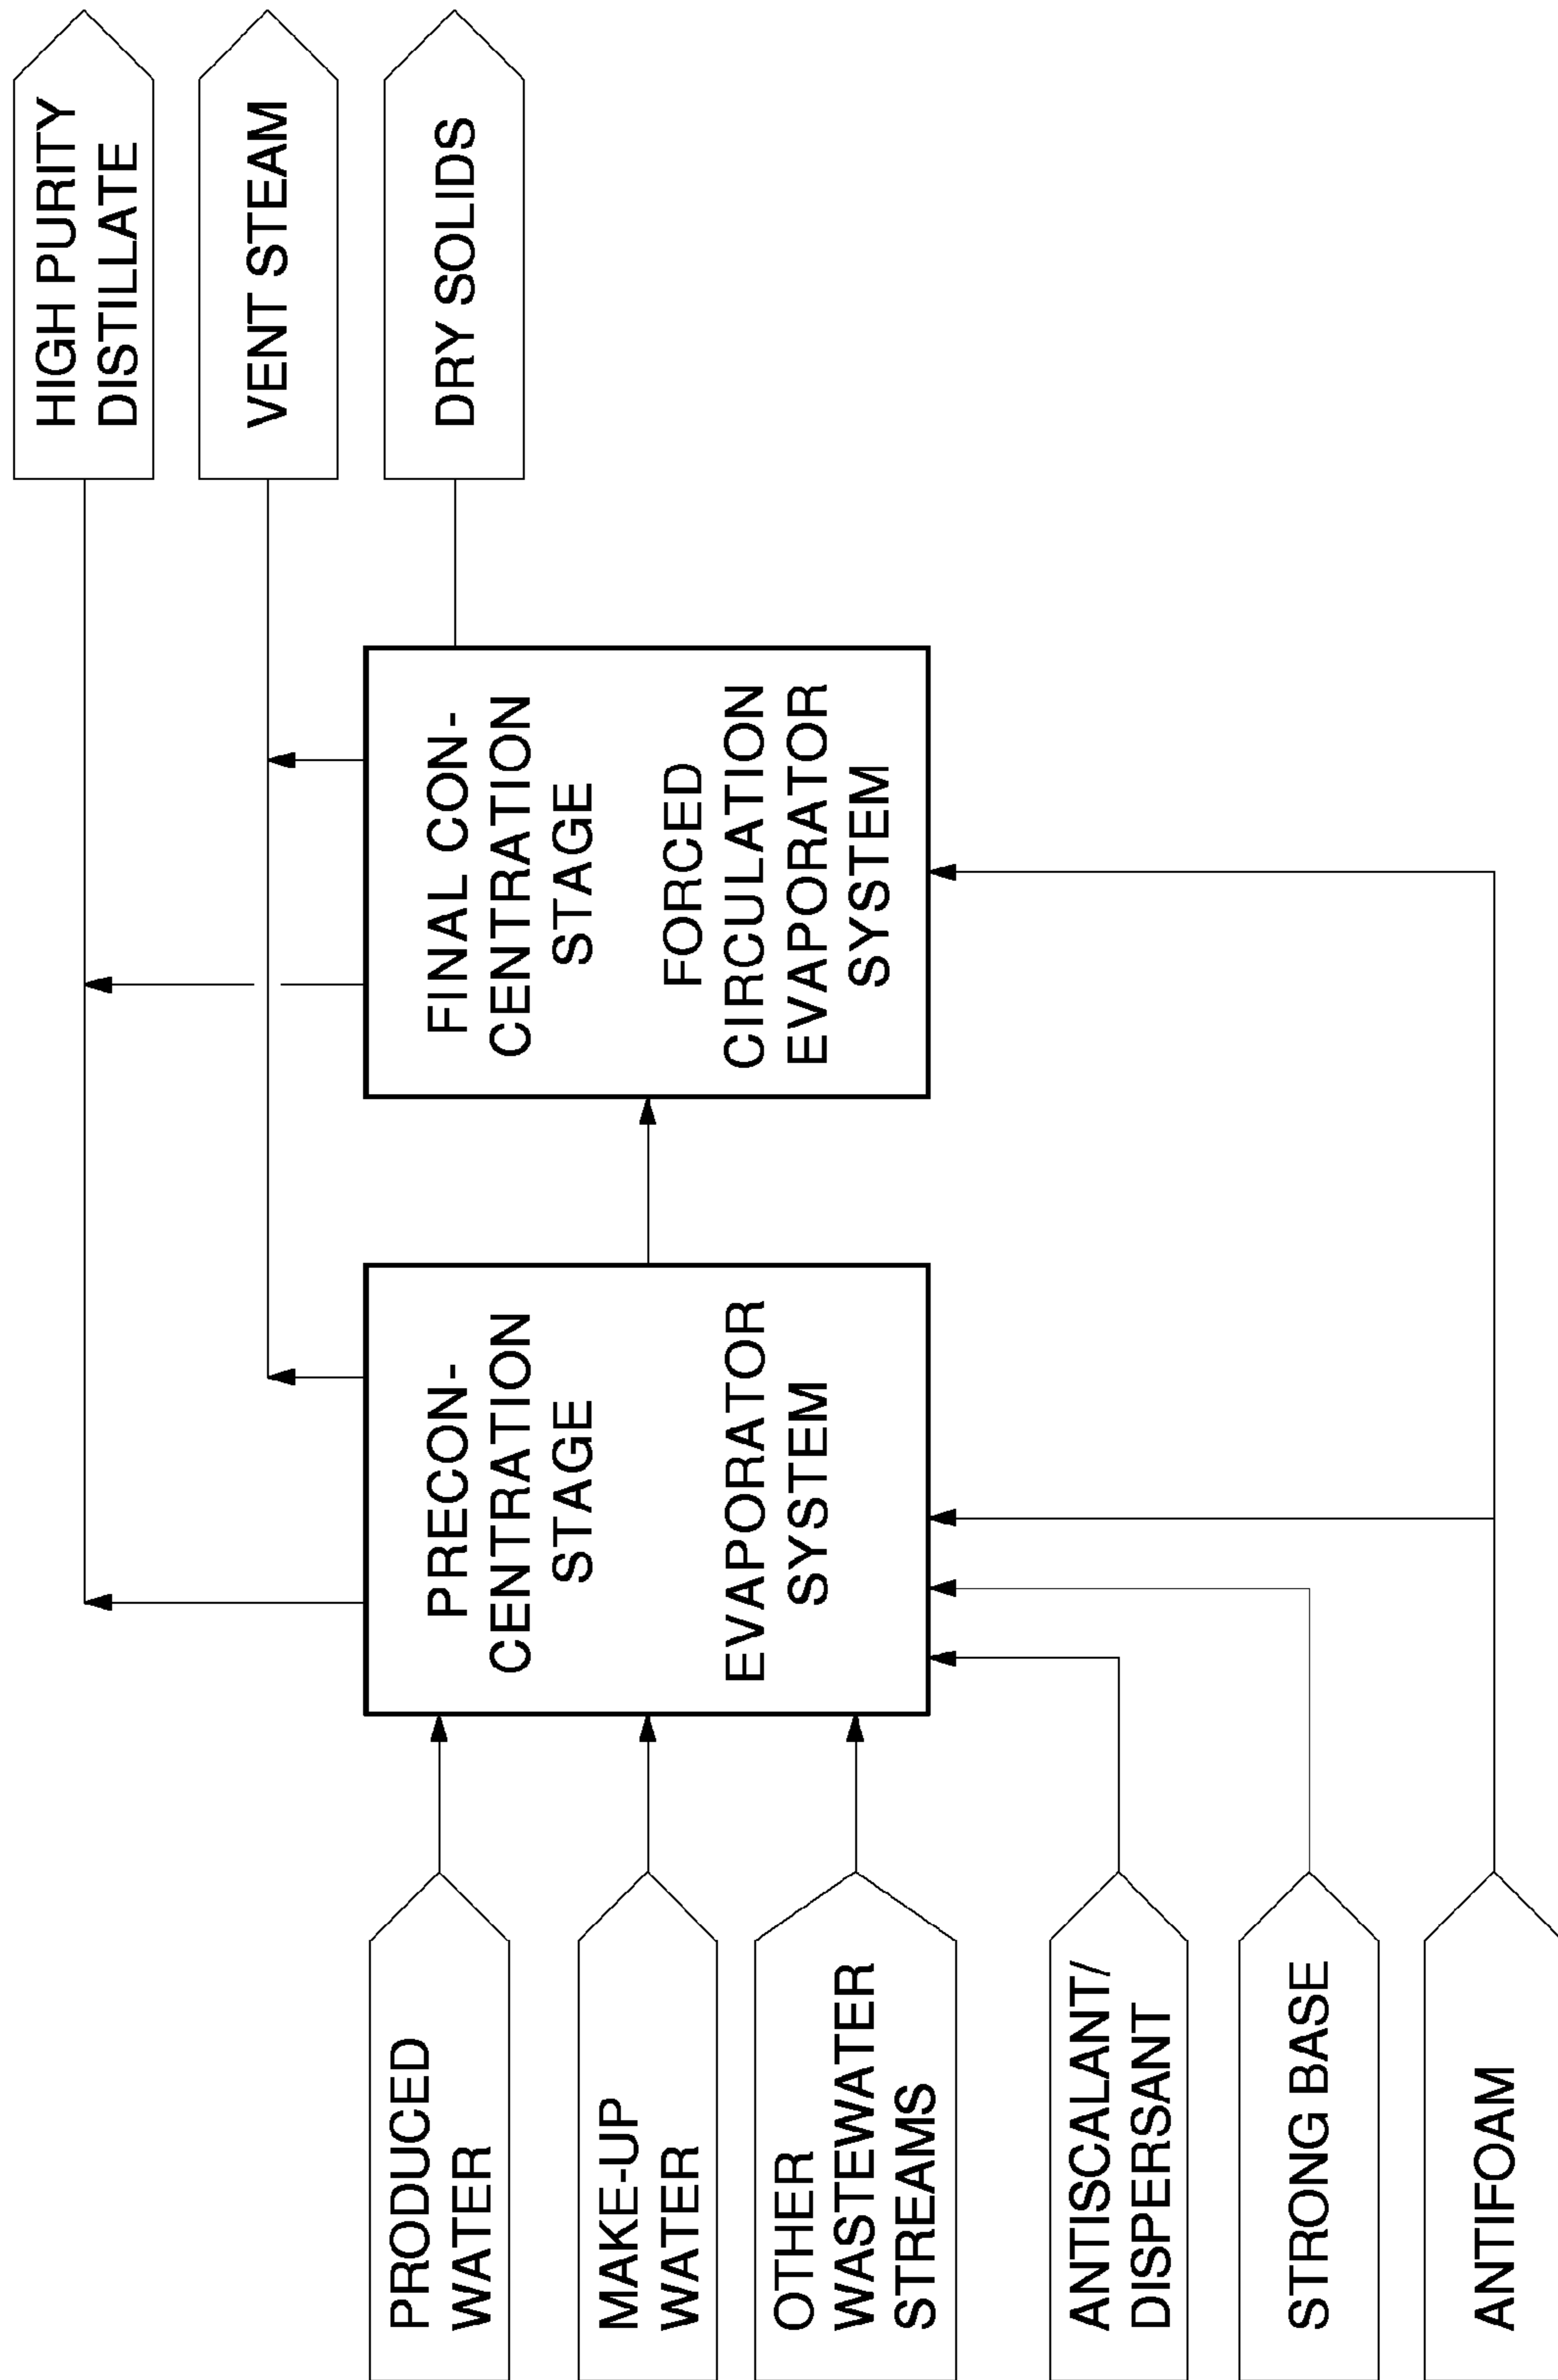 HIGH PURITY
DISTILLATE
VENT STEAM
DRY SOLIDS
PRECON-
CENTRATION
STAGE
EVAPORATOR
SYSTEM
FINAL CON-
CENTRATION
STAGE
FORCED
CIRCULATION
EVAPORATOR
SYSTEM
PRODUCED
WATER
MAKE-UP
WATER
OTHER
WASTEWATER
STREAMS
ANTISCALANT/
DISPERSANT
STRONG BASE
ANTIFOAM